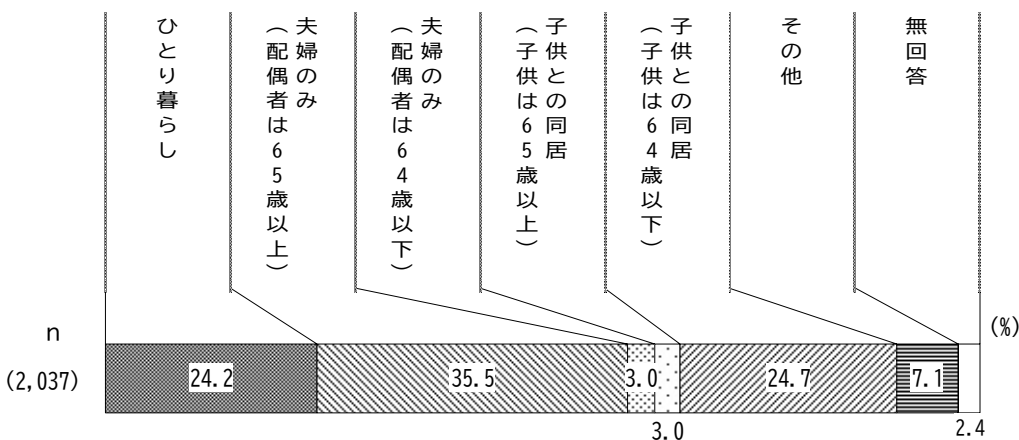 ひとり暮らし
夫婦のみ
(配偶者は65歳以上)
夫婦のみ
(配偶者は64歳以下)
子供との同居
(子供は65歳以上)
子供との同居
(子供は64歳以下)
その他
無回答
n
(%)
(2,037)
24.2
35.5
3.0
24.7
7.1
3.0
2.4